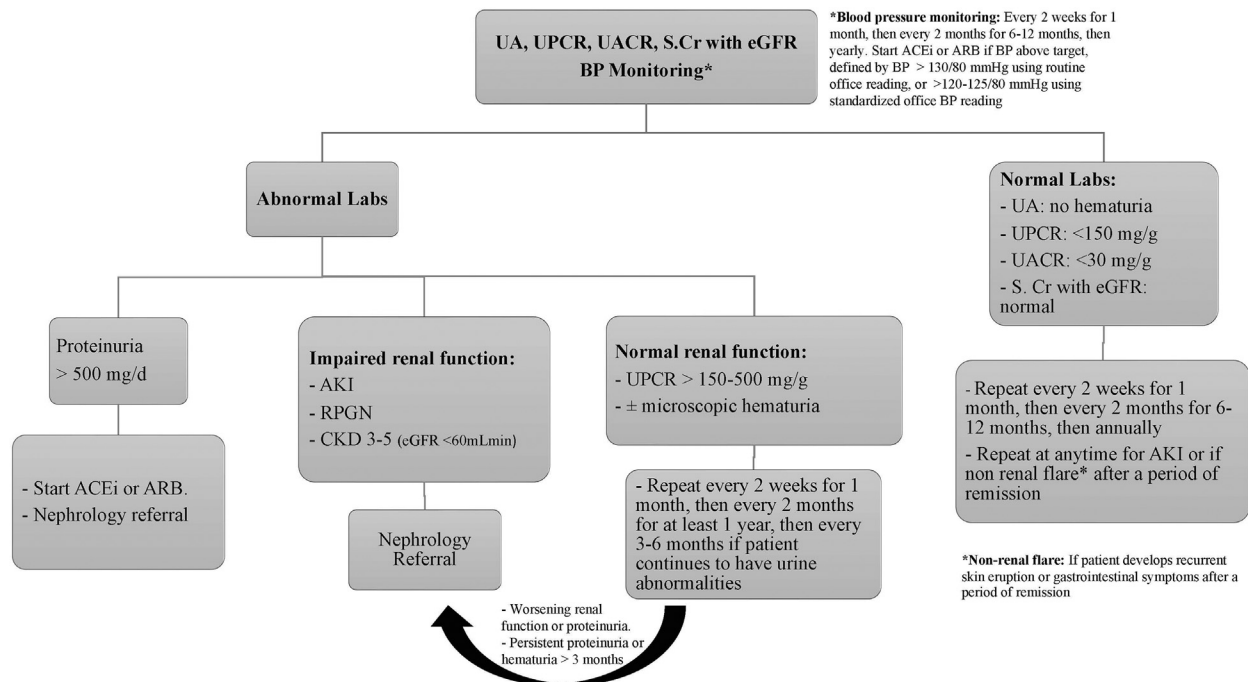 UA, UPCR, UACR, S.Cr with eGFR
BP Monitoring*
*Blood pressure monitoring: Every 2 weeks for 1
month, then every 2 months for 6-12 months, then
yearly. Start ACEi or ARB if BP above target,
defined by BP > 130/80 mmHg using routine
office reading, or >120-125/80 mmHg using
standardized office BP reading
Abnormal Labs
Normal Labs:
- UA: no hematuria
- UPCR: <150 mg/g
- UACR: <30 mg/g
- S. Cr with eGFR:
normal
Proteinuria
> 500 mg/d
Impaired renal function:
- AKI
- RPGN
- CKD 3-5 (eGFR <60mLmin)
Normal renal function:
- UPCR > 150-500 mg/g
- ± microscopic hematuria
- Repeat every 2 weeks for 1
month, then every 2 months for 6-
12 months, then annually
- Repeat at anytime for AKI or if
non renal flare* after a period of
remission
- Start ACEi or ARB.
- Nephrology referral
Nephrology
Referral
- Repeat every 2 weeks for 1
month, then every 2 months
for at least 1 year, then every
3-6 months if patient
continues to have urine
abnormalities
*Non-renal flare: If patient develops recurrent
skin eruption or gastrointestinal symptoms after a
period of remission
- Worsening renal
function or proteinuria.
- Persistent proteinuria or
hematuria > 3 months